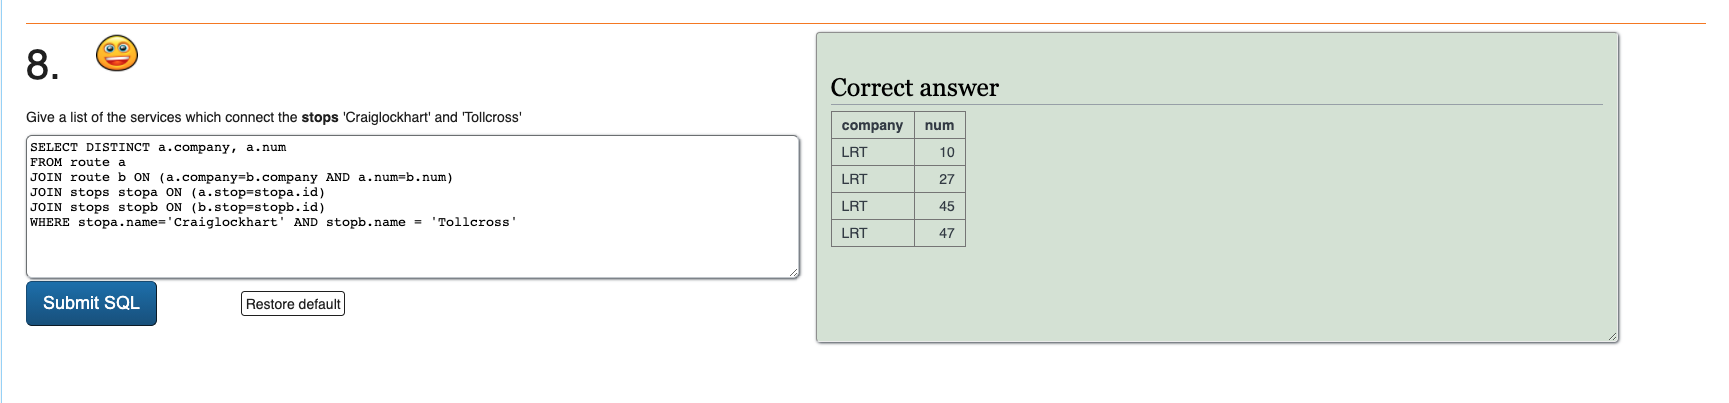 8.
Give a list of the services which connect the stops 'Craiglockhart' and 'Tollcross'
SELECT DISTINCT a.company, a.num
FROM route a
JOIN route b ON (a.company=b.company AND a.num=b.num)
JOIN stops stopa ON (a.stop=stopa.id)
JOIN stops stopb ON (b.stop=stopb.id)
WHERE stopa.name='Craiglockhart' AND stopb.name = 'Tollcross'
Submit SQL
Restore default
Correct answer
company num
LRT 10
LRT 27
LRT 45
LRT 47